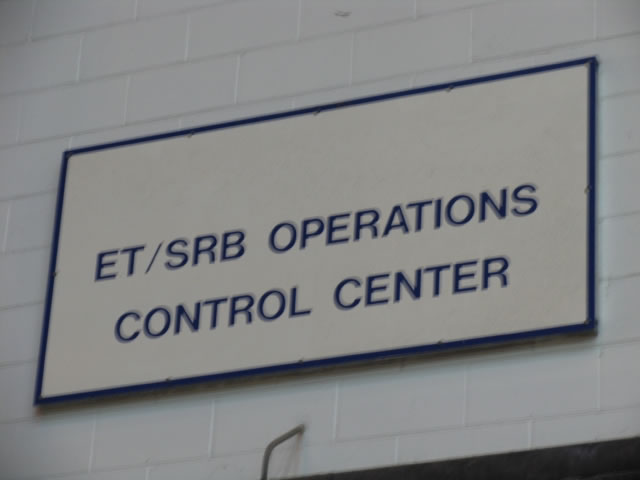 ET/SRB OPERATIONS
CONTROL CENTER